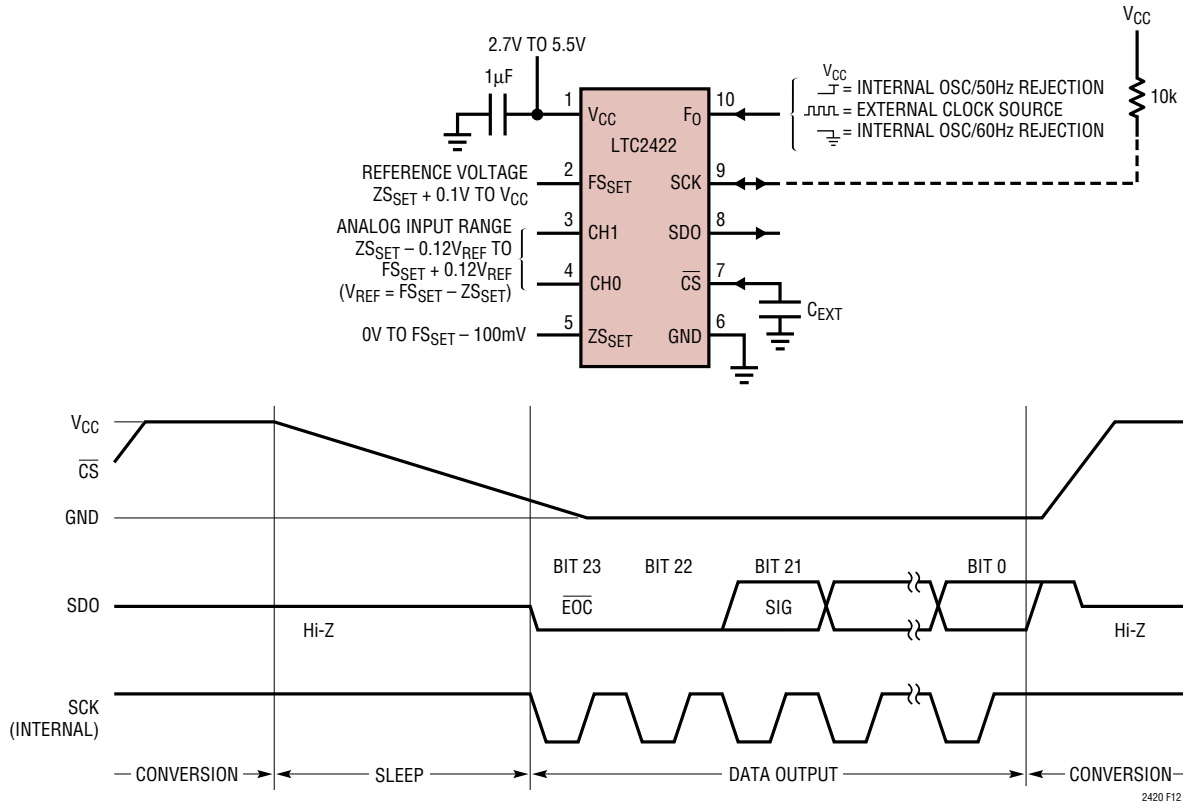 VCC
2.7V TO 5.5V
1µF
10k
1
VCC
10
FO
VCC
= INTERNAL OSC/50Hz REJECTION
= EXTERNAL CLOCK SOURCE
= INTERNAL OSC/60Hz REJECTION
LTC2422
REFERENCE VOLTAGE
ZSSET + 0.1V TO VCC
2
FSSET
SCK
9
ANALOG INPUT RANGE
ZSSET – 0.12VREF TO
FSSET + 0.12VREF
(VREF = FSSET – ZSSET)
3
CH1
SDO
8
4
CH0
CS
7
CEXT
0V TO FSSET – 100mV
5
ZSSET
GND
6
VCC
CS
GND
BIT 23
BIT 22
BIT 21
BIT 0
SDO
EOC
SIG
Hi-Z
Hi-Z
SCK
(INTERNAL)
CONVERSION
SLEEP
DATA OUTPUT
CONVERSION
2420 F12